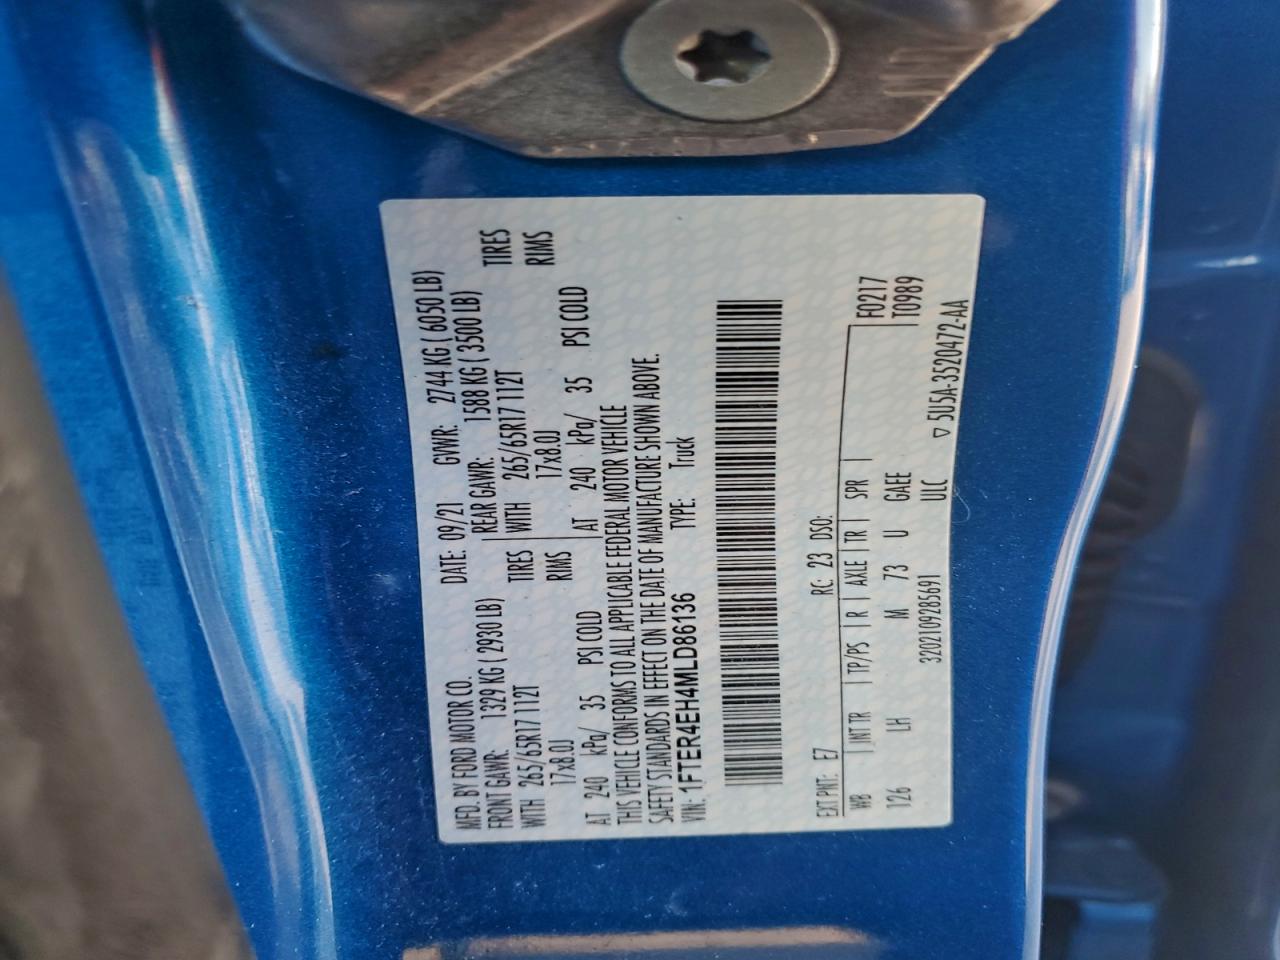 MFD. BY FORD MOTOR CO. DATE: 09/21 GVWR: 2744 KG ( 6050 LB)
FRONT GAWR: 1329 KG ( 2930 LB) REAR GAWR: 1588 KG ( 3500 LB)
WITH 265/65R17 112T TIRES WITH 265/65R17 112T TIRES
17x8.0J RIMS 17x8.0J RIMS
AT 240 kPa/ 35 PSI COLD AT 240 kPa/ 35 PSI COLD
THIS VEHICLE CONFORMS TO ALL APPLICABLE FEDERAL MOTOR VEHICLE
SAFETY STANDARDS IN EFFECT ON THE DATE OF MANUFACTURE SHOWN ABOVE.
VIN: 1FTER4EH4MLD86136 TYPE: Truck
EXT PNT: E7 RC: 23 DSO:
WB INT TR TP/PS R AXLE TR SPR F0217
126 LH M 73 U GAEE T0989
320210928S691 ULC
▽ 5U5A-3520472-AA